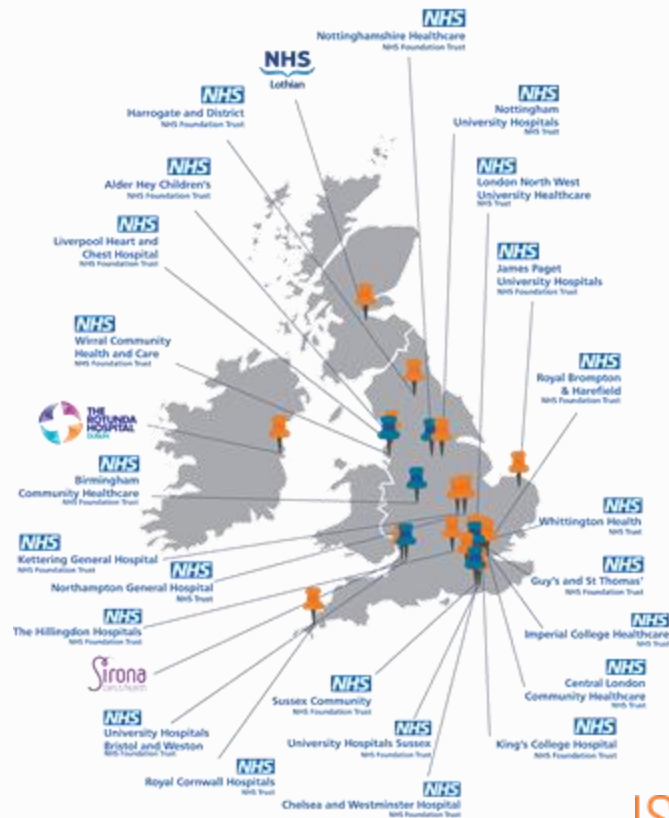 NHS
Nottinghamshire Healthcare
NHS Foundation Trust
NHS
Lothian
NHS
Harrogate and District
NHS Foundation Trust
NHS
Nottingham
University Hospitals
NHS Trust
NHS
Alder Hey Children's
NHS Foundation Trust
NHS
London North West
University Healthcare
NHS Trust
NHS
Liverpool Heart and
Chest Hospital
NHS Foundation Trust
NHS
James Paget
University Hospitals
NHS Foundation Trust
NHS
Wirral Community
Health and Care
NHS Foundation Trust
NHS
Royal Brompton
& Harefield
NHS Foundation Trust
THE
ROTUNDA
HOSPITAL
DUBLIN
NHS
Birmingham
Community Healthcare
NHS Foundation Trust
NHS
Whittington Health
NHS Trust
NHS
Kettering General Hospital
NHS Foundation Trust
NHS
Northampton General Hospital
NHS Trust
NHS
Guy's and St Thomas'
NHS Foundation Trust
NHS
The Hillingdon Hospitals
NHS Foundation Trust
NHS
Imperial College Healthcare
NHS Trust
Sirona
NHS
Central London
Community Healthcare
NHS Trust
NHS
Sussex Community
NHS Foundation Trust
NHS
University Hospitals
Bristol and Weston
NHS Foundation Trust
NHS
University Hospitals Sussex
NHS Foundation Trust
NHS
King's College Hospital
NHS Foundation Trust
NHS
Royal Cornwall Hospitals
NHS Trust
NHS
Chelsea and Westminster Hospital
NHS Foundation Trust